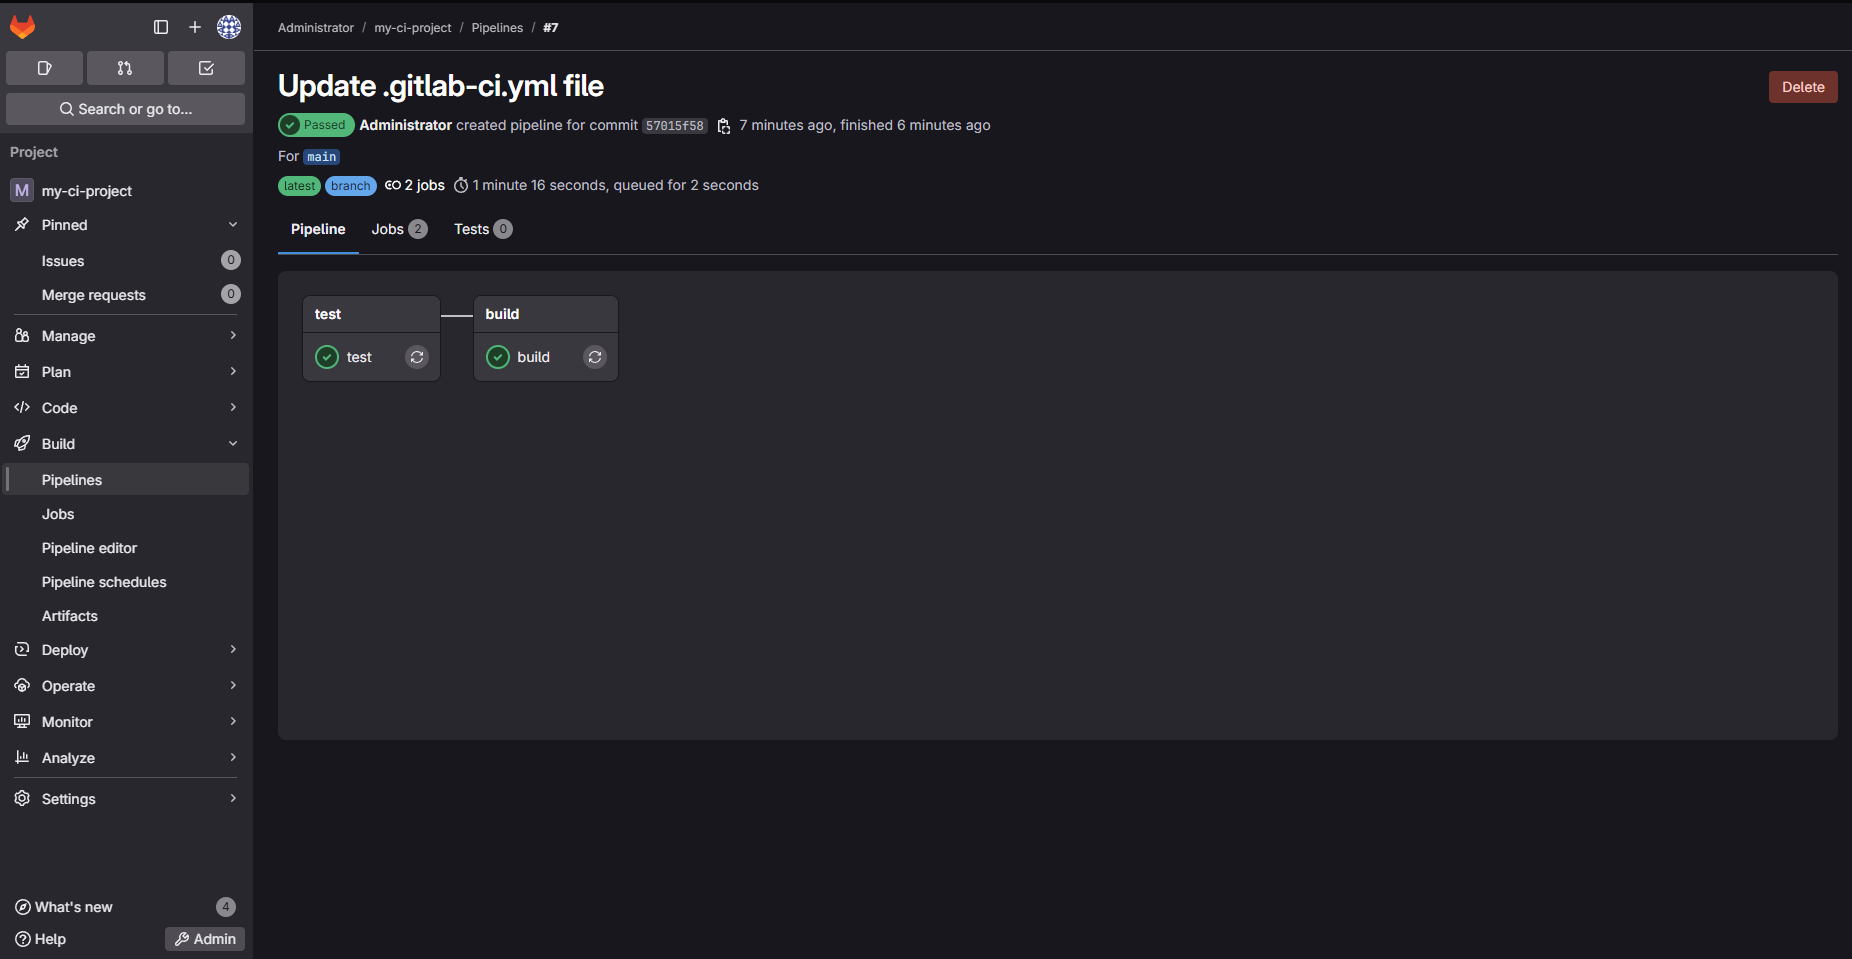 Administrator / my-ci-project / Pipelines / #7
Search or go to...
Project
M my-ci-project
Pinned
Issues 0
Merge requests 0
Manage
Plan
Code
Build
Pipelines
Jobs
Pipeline editor
Pipeline schedules
Artifacts
Deploy
Operate
Monitor
Analyze
Settings
What's new 4
Help
Admin
Update .gitlab-ci.yml file
Delete
Passed Administrator created pipeline for commit 57015f58 7 minutes ago, finished 6 minutes ago
For main
latest branch 2 jobs 1 minute 16 seconds, queued for 2 seconds
Pipeline Jobs 2 Tests 0
test build
test build